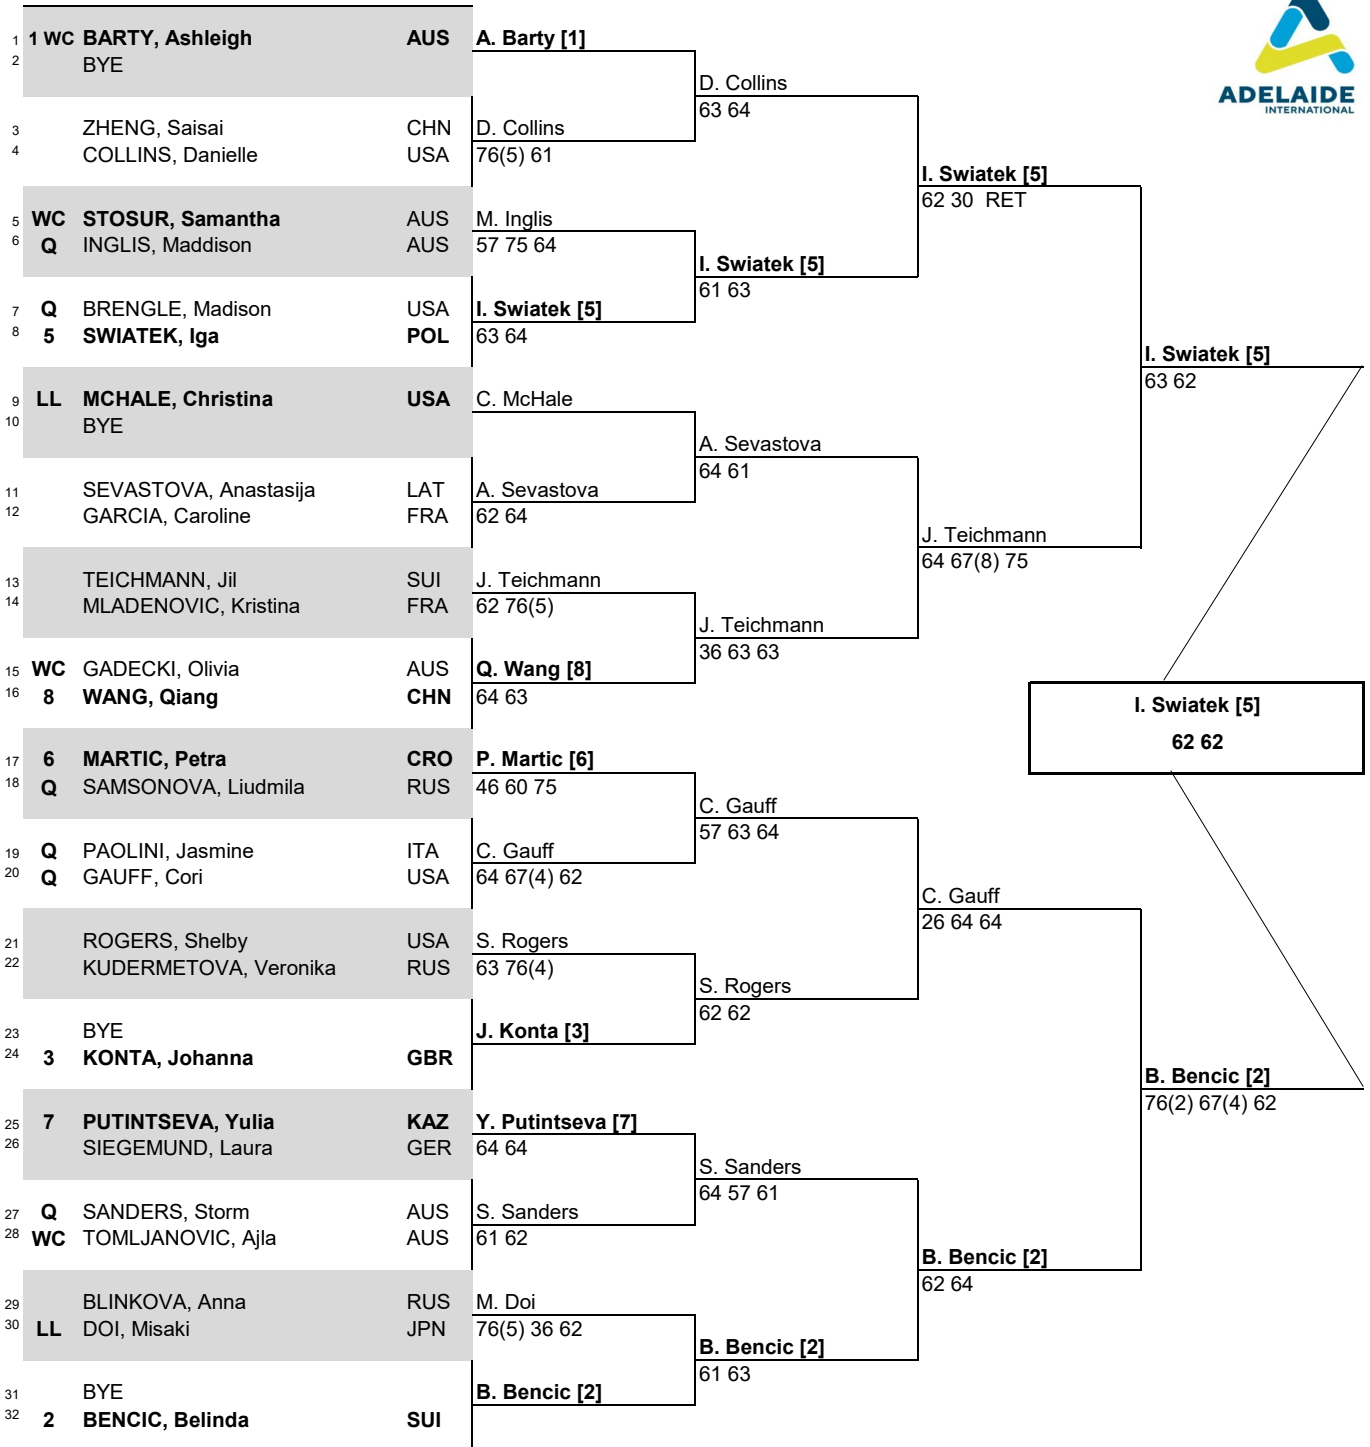 ADELAIDE
INTERNATIONAL
1 1 WC BARTY, Ashleigh AUS
2 BYE
3 ZHENG, Saisai CHN
4 COLLINS, Danielle USA
5 WC STOSUR, Samantha AUS
6 Q INGLIS, Maddison AUS
7 Q BRENGLE, Madison USA
8 5 SWIATEK, Iga POL
9 LL MCHALE, Christina USA
10 BYE
11 SEVASTOVA, Anastasija LAT
12 GARCIA, Caroline FRA
13 TEICHMANN, Jil SUI
14 MLADENOVIC, Kristina FRA
15 WC GADECKI, Olivia AUS
16 8 WANG, Qiang CHN
17 6 MARTIC, Petra CRO
18 Q SAMSONOVA, Liudmila RUS
19 Q PAOLINI, Jasmine ITA
20 Q GAUFF, Cori USA
21 ROGERS, Shelby USA
22 KUDERMETOVA, Veronika RUS
23 BYE
24 3 KONTA, Johanna GBR
25 7 PUTINTSEVA, Yulia KAZ
26 SIEGEMUND, Laura GER
27 Q SANDERS, Storm AUS
28 WC TOMLJANOVIC, Ajla AUS
29 BLINKOVA, Anna RUS
30 LL DOI, Misaki JPN
31 BYE
32 2 BENCIC, Belinda SUI
A. Barty [1]
D. Collins
76(5) 61
M. Inglis
57 75 64
I. Swiatek [5]
63 64
C. McHale
A. Sevastova
62 64
J. Teichmann
62 76(5)
Q. Wang [8]
64 63
P. Martic [6]
46 60 75
C. Gauff
64 67(4) 62
S. Rogers
63 76(4)
J. Konta [3]
Y. Putintseva [7]
64 64
S. Sanders
61 62
M. Doi
76(5) 36 62
B. Bencic [2]
D. Collins
63 64
I. Swiatek [5]
61 63
A. Sevastova
64 61
J. Teichmann
36 63 63
C. Gauff
57 63 64
S. Rogers
62 62
S. Sanders
64 57 61
B. Bencic [2]
61 63
I. Swiatek [5]
62 30 RET
J. Teichmann
64 67(8) 75
C. Gauff
26 64 64
B. Bencic [2]
62 64
I. Swiatek [5]
63 62
B. Bencic [2]
76(2) 67(4) 62
I. Swiatek [5]
62 62